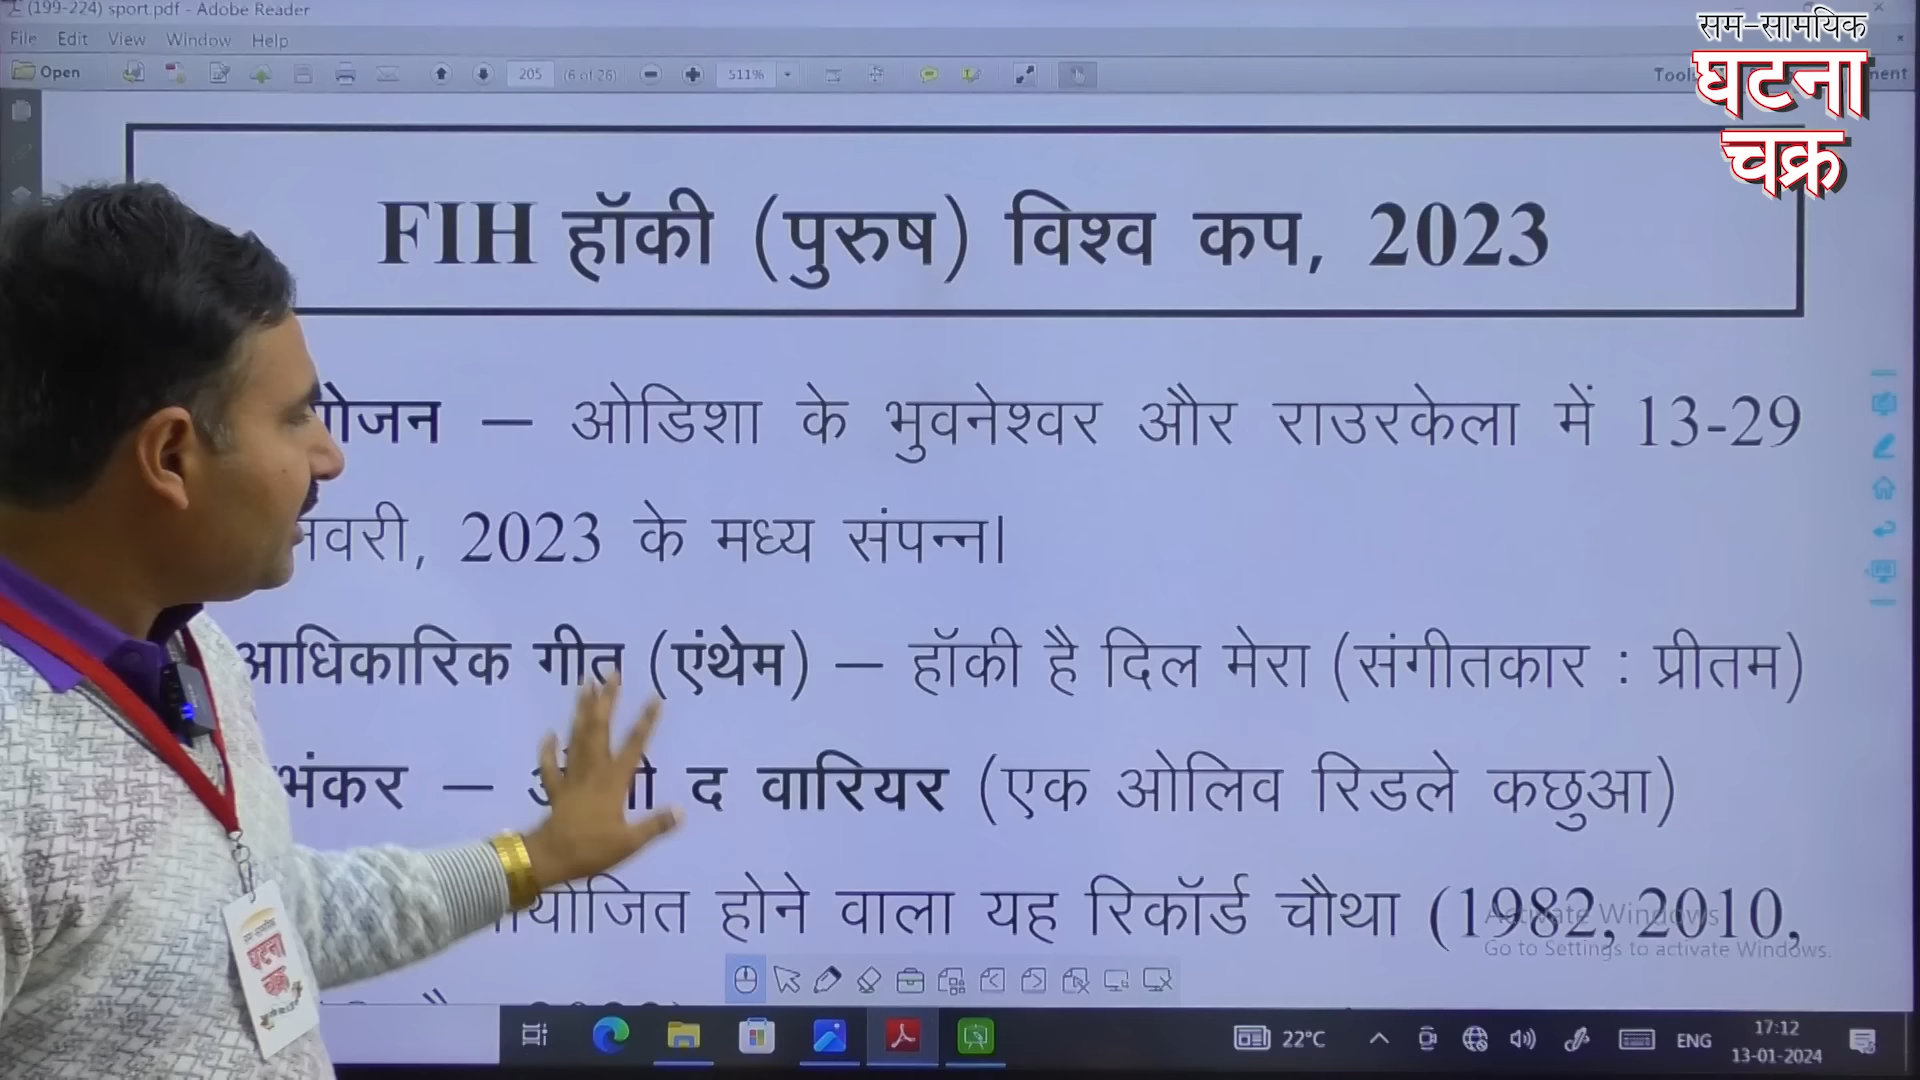 (199-224) sport.pdf - Adobe Reader
सम-सामयिक
घटना
चक्र
File Edit View Window Help
Open 205 (6 of 26) 511%
FIH हॉकी (पुरुष) विश्व कप, 2023
– ओडिशा के भुवनेश्वर और राउरकेला में 13-29
2023 के मध्य संपन्न।
आधिकारिक गीत (एंथेम) – हॉकी है दिल मेरा (संगीतकार : प्रीतम)
– द वारियर (एक ओलिव रिडले कछुआ)
होने वाला यह रिकॉर्ड चौथा (1982, 2010,
Activate Windows
Go to Settings to activate Windows.
घटना
चक्र
22°C ENG 17:12
13-01-2024